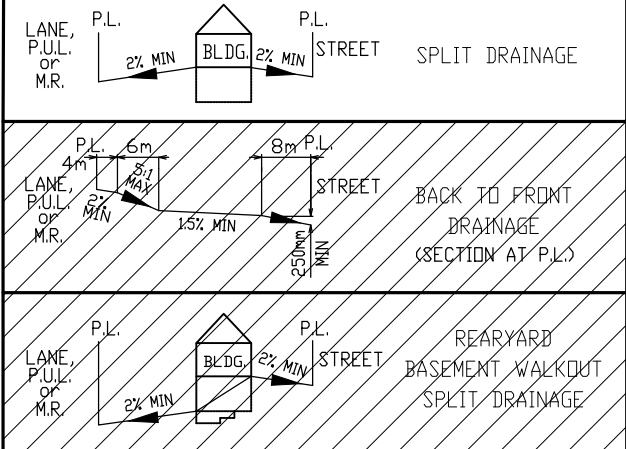 P.L.
P.L.
LANE,
P.U.L.
or
M.R.
2% MIN
BLDG.
2% MIN
STREET
SPLIT DRAINAGE
P.L.
6m
8m
P.L.
4m
5:1
MAX
LANE,
P.U.L.
or
M.R.
2%
MIN
1.5% MIN
STREET
250mm
MIN
BACK TO FRONT
DRAINAGE
(SECTION AT P.L.)
P.L.
P.L.
LANE,
P.U.L.
or
M.R.
BLDG.
2% MIN
STREET
2% MIN
REARYARD
BASEMENT WALKOUT
SPLIT DRAINAGE